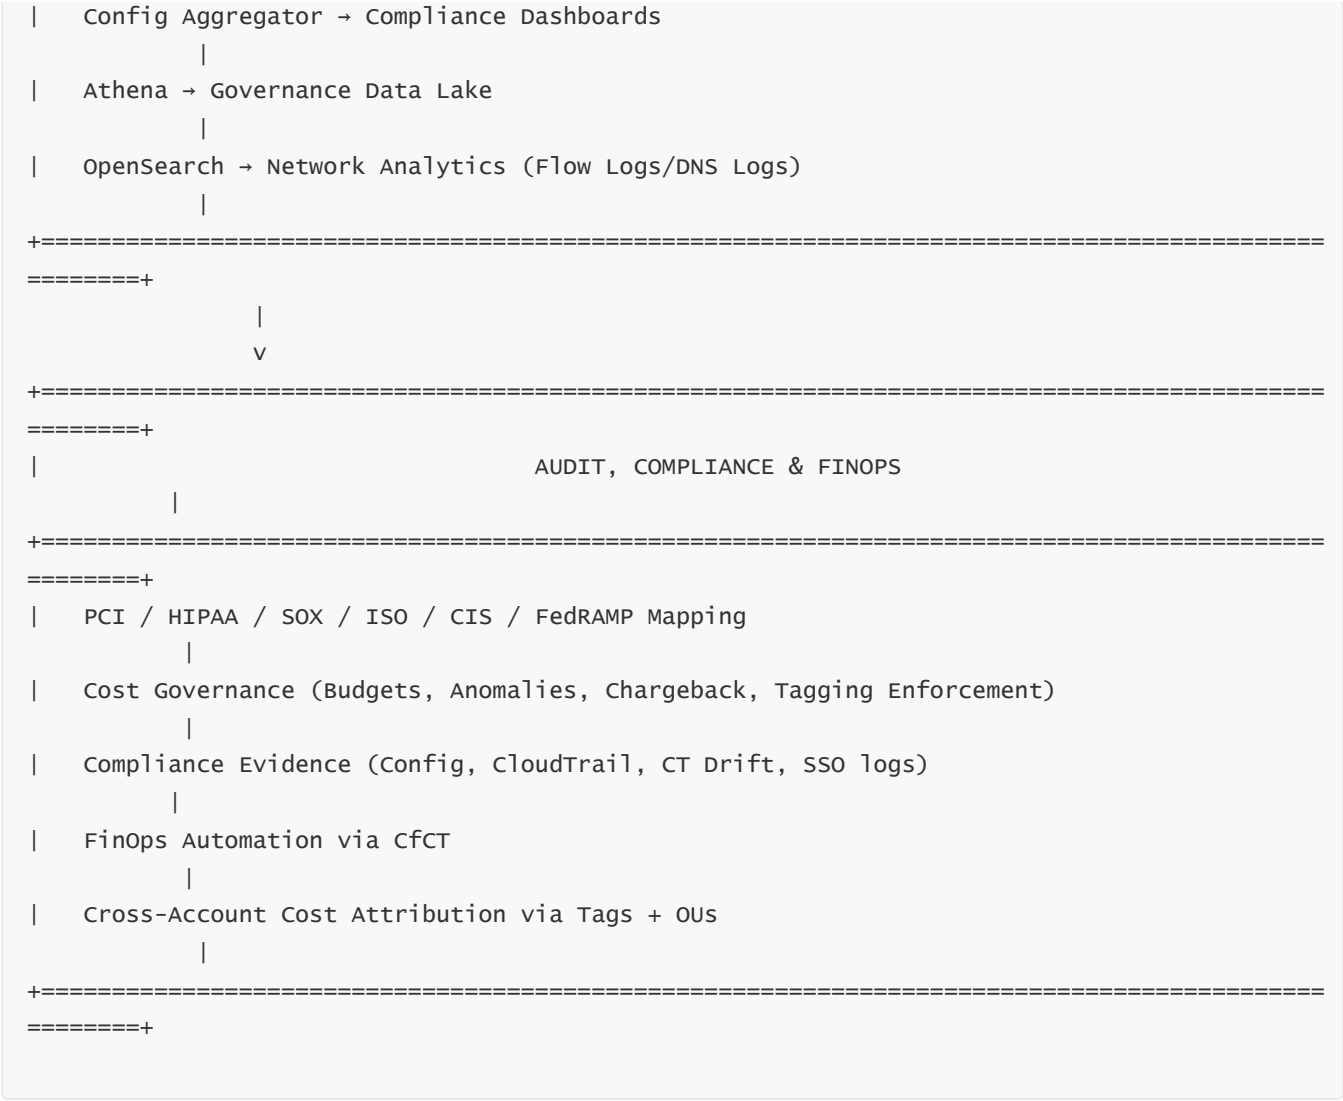 |   Config Aggregator → Compliance Dashboards
            |
|   Athena → Governance Data Lake
            |
|   OpenSearch → Network Analytics (Flow Logs/DNS Logs)
            |
+===========================================================================================
========+
                |
                v
+===========================================================================================
========+
|                                   AUDIT, COMPLIANCE & FINOPS
          |
+===========================================================================================
========+
|   PCI / HIPAA / SOX / ISO / CIS / FedRAMP Mapping
           |
|   Cost Governance (Budgets, Anomalies, Chargeback, Tagging Enforcement)
           |
|   Compliance Evidence (Config, CloudTrail, CT Drift, SSO logs)
          |
|   FinOps Automation via CfCT
           |
|   Cross-Account Cost Attribution via Tags + OUs
            |
+===========================================================================================
========+